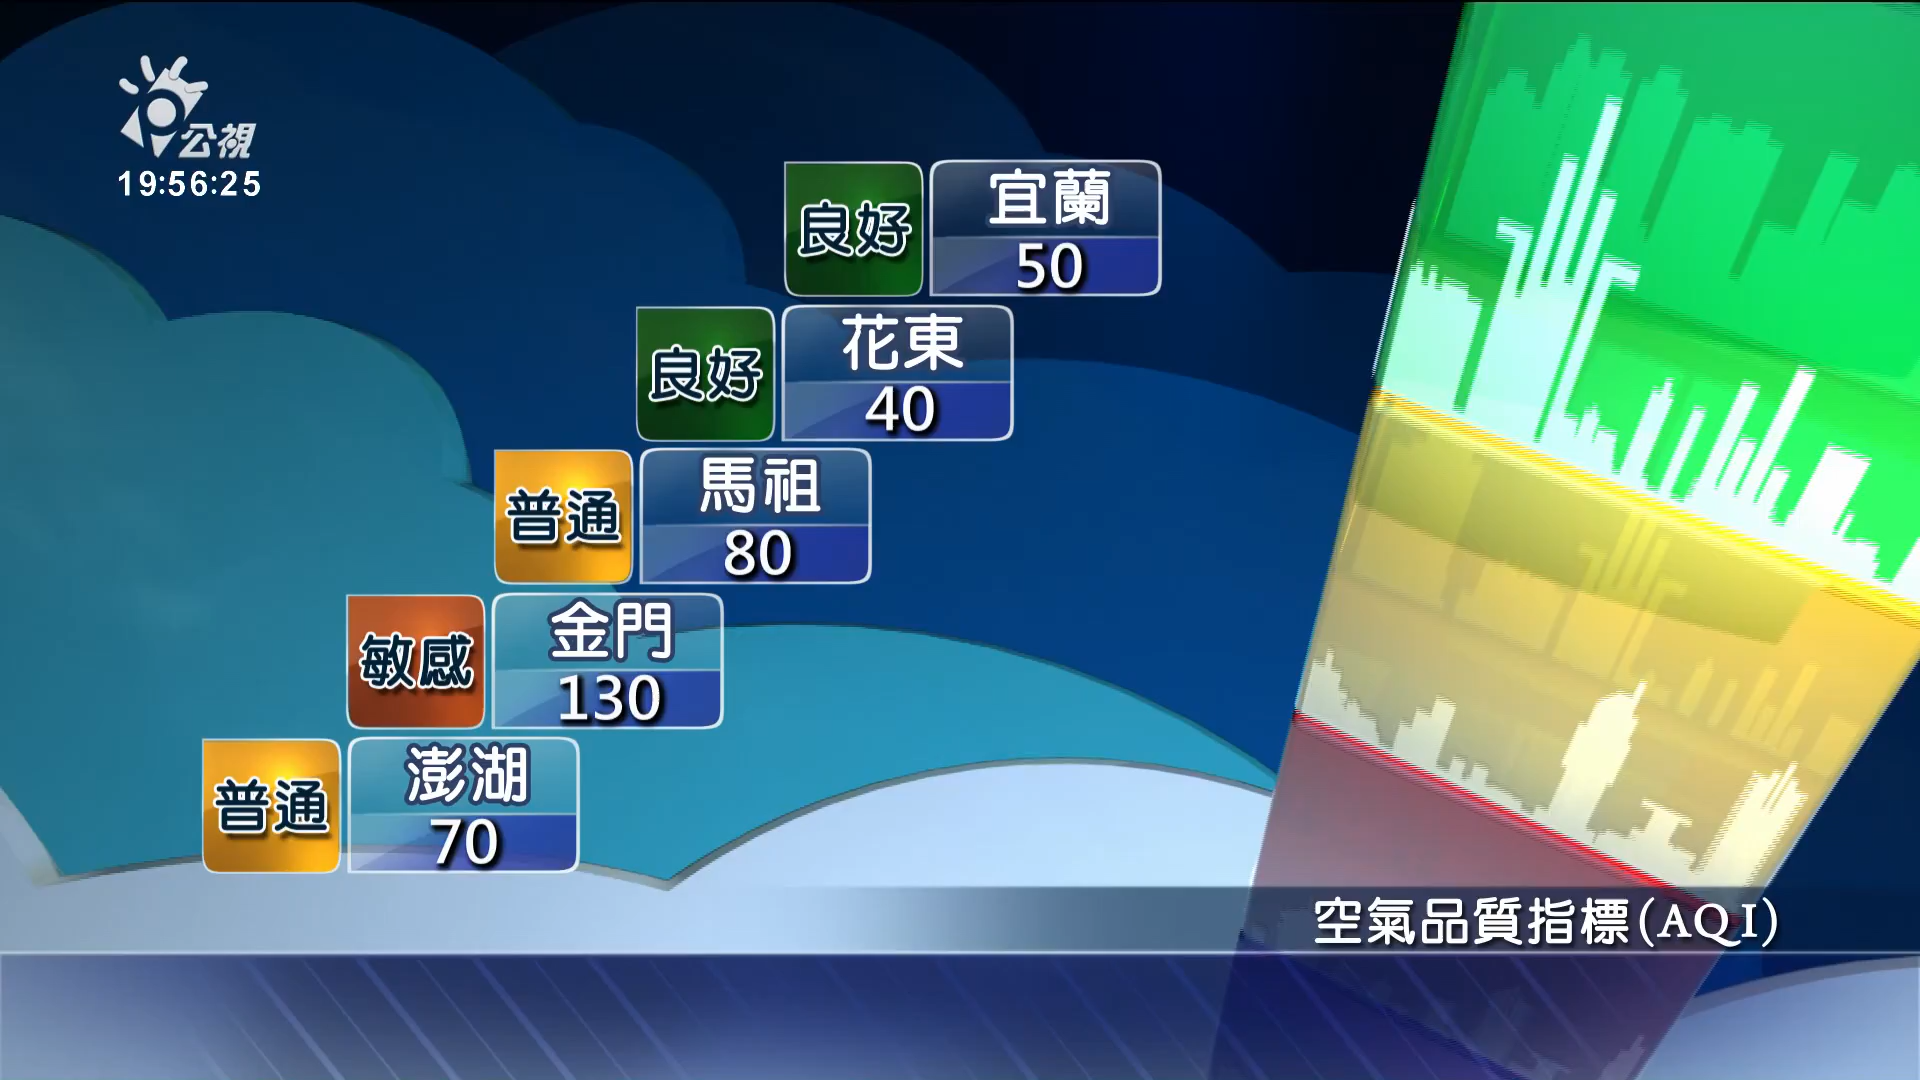 公視
19:56:25
良好 宜蘭
50
良好 花東
40
普通 馬祖
80
敏感 金門
130
普通 澎湖
70
空氣品質指標(AQI)